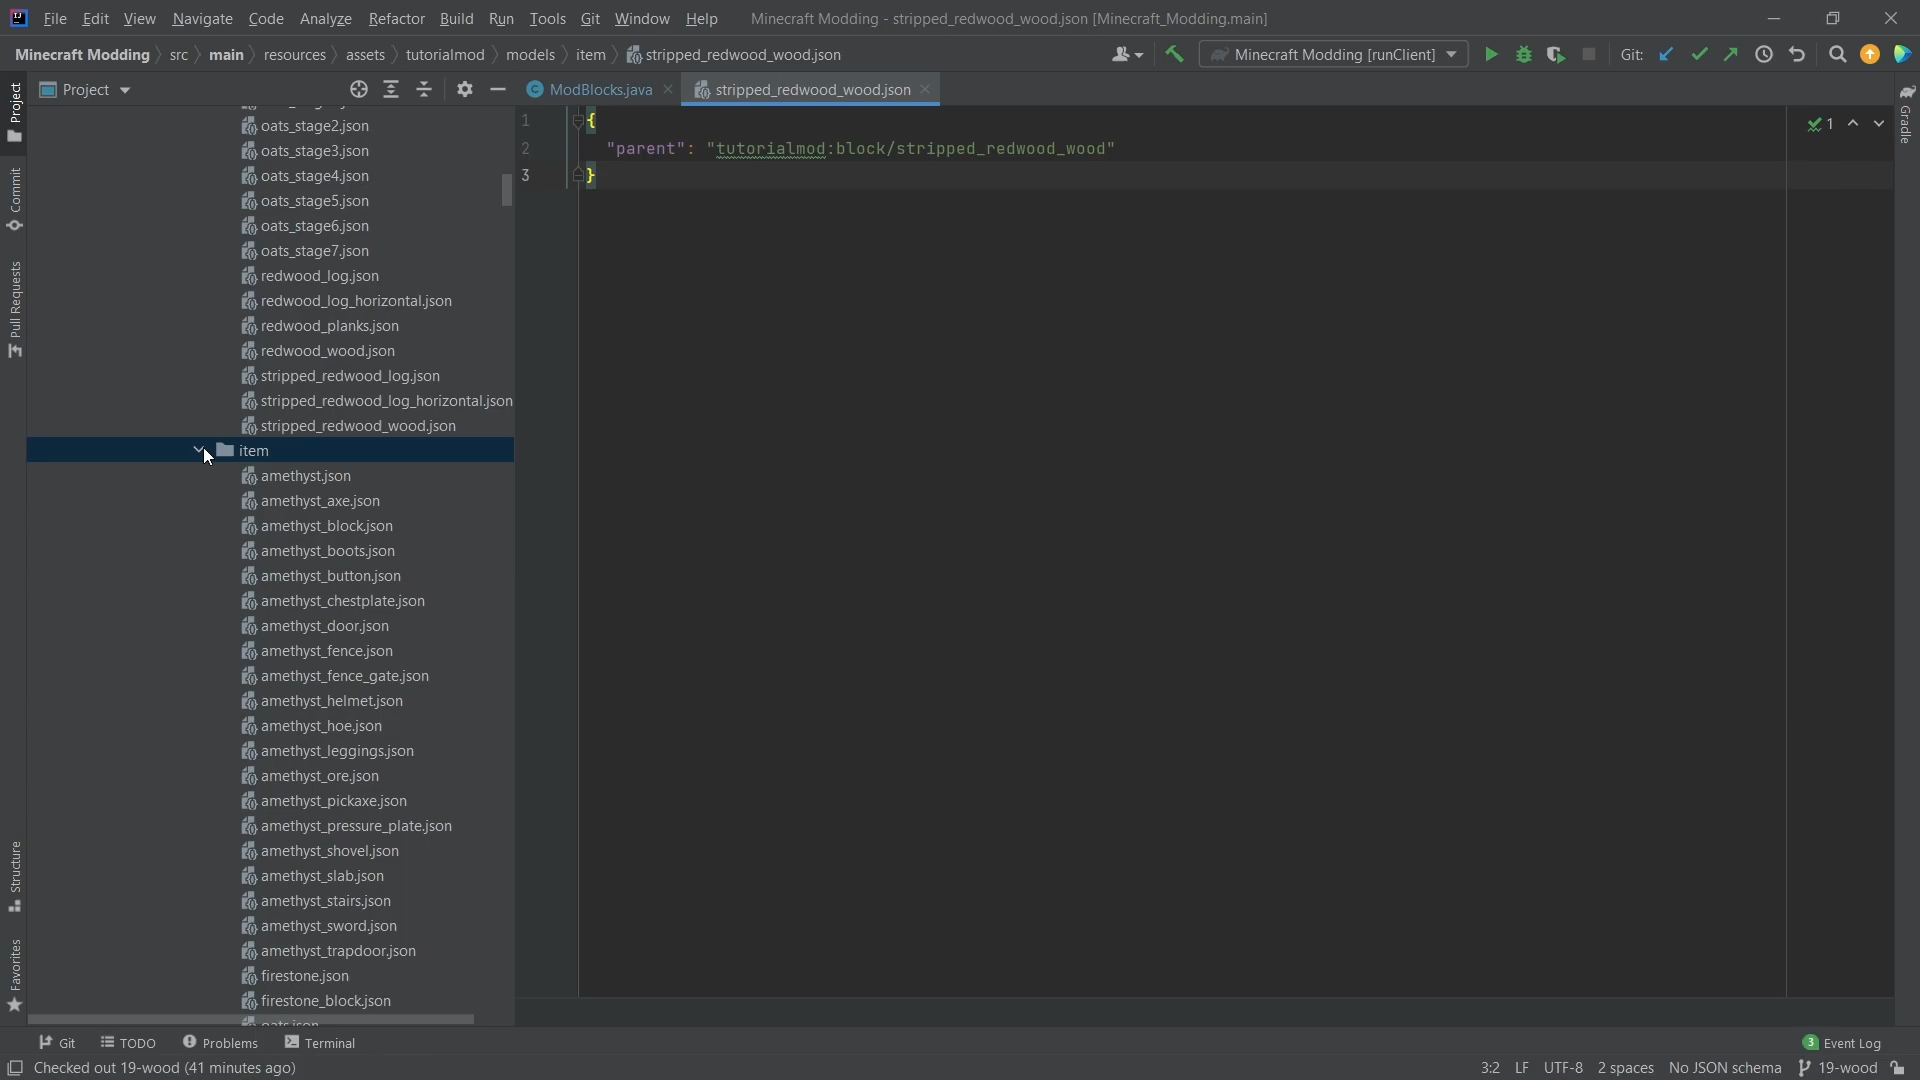 File Edit View Navigate Code Analyze Refactor Build Run Tools Git Window Help Minecraft Modding - stripped_redwood_wood.json [Minecraft_Modding.main]
Minecraft Modding src main resources assets tutorialmod models item stripped_redwood_wood.json Minecraft Modding [runClient] Git:
Project ModBlocks.java stripped_redwood_wood.json
Project
Commit
Pull Requests
Structure
Favorites
Gradle
oats_stage2.json
oats_stage3.json
oats_stage4.json
oats_stage5.json
oats_stage6.json
oats_stage7.json
redwood_log.json
redwood_log_horizontal.json
redwood_planks.json
redwood_wood.json
stripped_redwood_log.json
stripped_redwood_log_horizontal.json
stripped_redwood_wood.json
item
amethyst.json
amethyst_axe.json
amethyst_block.json
amethyst_boots.json
amethyst_button.json
amethyst_chestplate.json
amethyst_door.json
amethyst_fence.json
amethyst_fence_gate.json
amethyst_helmet.json
amethyst_hoe.json
amethyst_leggings.json
amethyst_ore.json
amethyst_pickaxe.json
amethyst_pressure_plate.json
amethyst_shovel.json
amethyst_slab.json
amethyst_stairs.json
amethyst_sword.json
amethyst_trapdoor.json
firestone.json
firestone_block.json
1 {
2 "parent": "tutorialmod:block/stripped_redwood_wood"
3 }
1
Git TODO Problems Terminal 3 Event Log
Checked out 19-wood (41 minutes ago) 3:2 LF UTF-8 2 spaces No JSON schema 19-wood